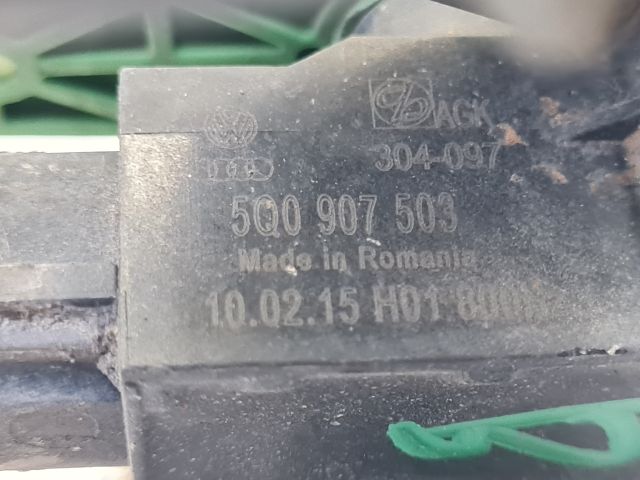 AGK
304-097
5Q0 907 503
Made in Romania
10.02.15 H01